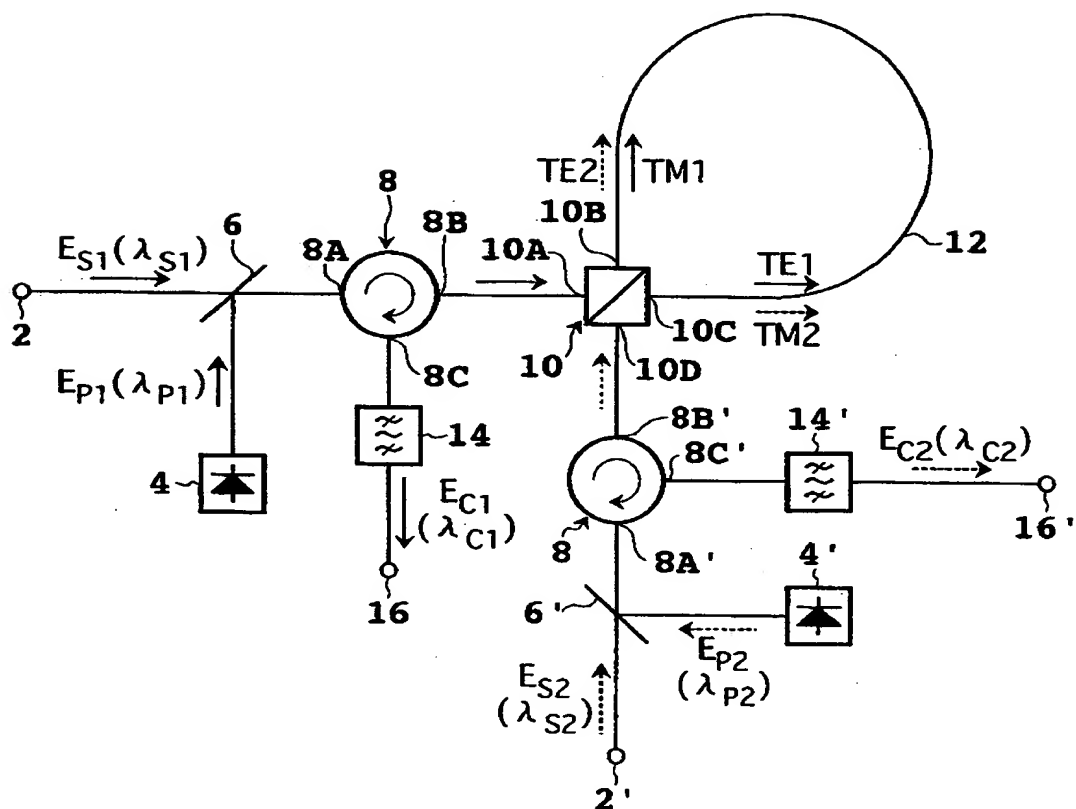 TE2
TM1
8
10B
6
8B
E_S1(λ_S1)
8A
10A
12
TE1
2
10C
TM2
8C
10
10D
E_P1(λ_P1)
8B'
14'
14
8C'
E_C2(λ_C2)
4
E_C1
(λ_C1)
16'
8
8A'
4'
16
6'
E_P2
(λ_P2)
E_S2
(λ_S2)
2'